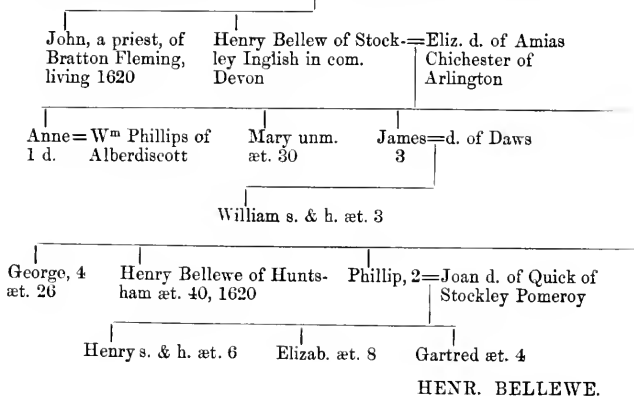 John, a priest, of
Bratton Fleming,
living 1620
Henry Bellew of Stock-=Eliz. d. of Amias
ley Inglish in com.
Devon
Chichester of
Arlington
Anne=Wm Phillips of
1 d.
Alberdiscott
Mary unm.
æt. 30
James=d. of Daws
3
William s. & h. æt. 3
George, 4
æt. 26
Henry Bellewe of Hunts-
ham æt. 40, 1620
Phillip, 2=Joan d. of Quick of
Stockley Pomeroy
Henry s. & h. æt. 6
Elizab. æt. 8
Gartred æt. 4
HENR. BELLEWE.